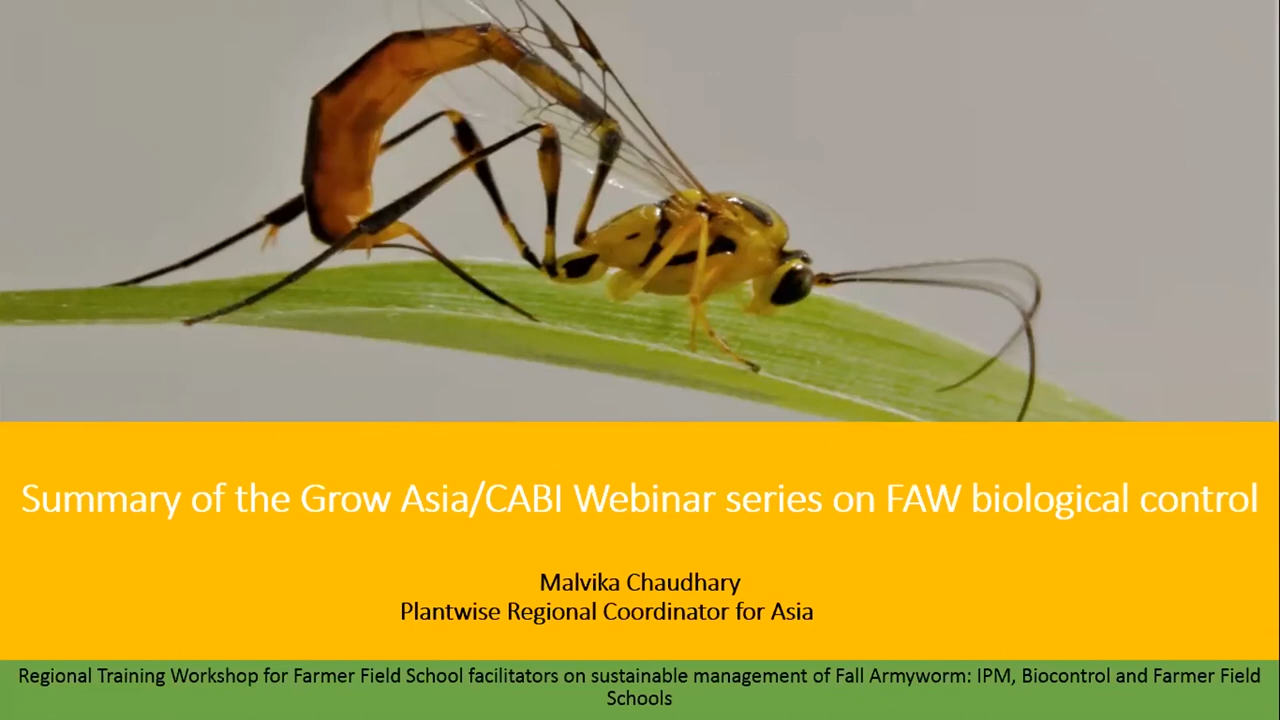 Summary of the Grow Asia/CABI Webinar series on FAW biological control
Malvika Chaudhary
Plantwise Regional Coordinator for Asia
Regional Training Workshop for Farmer Field School facilitators on sustainable management of Fall Armyworm: IPM, Biocontrol and Farmer Field
Schools